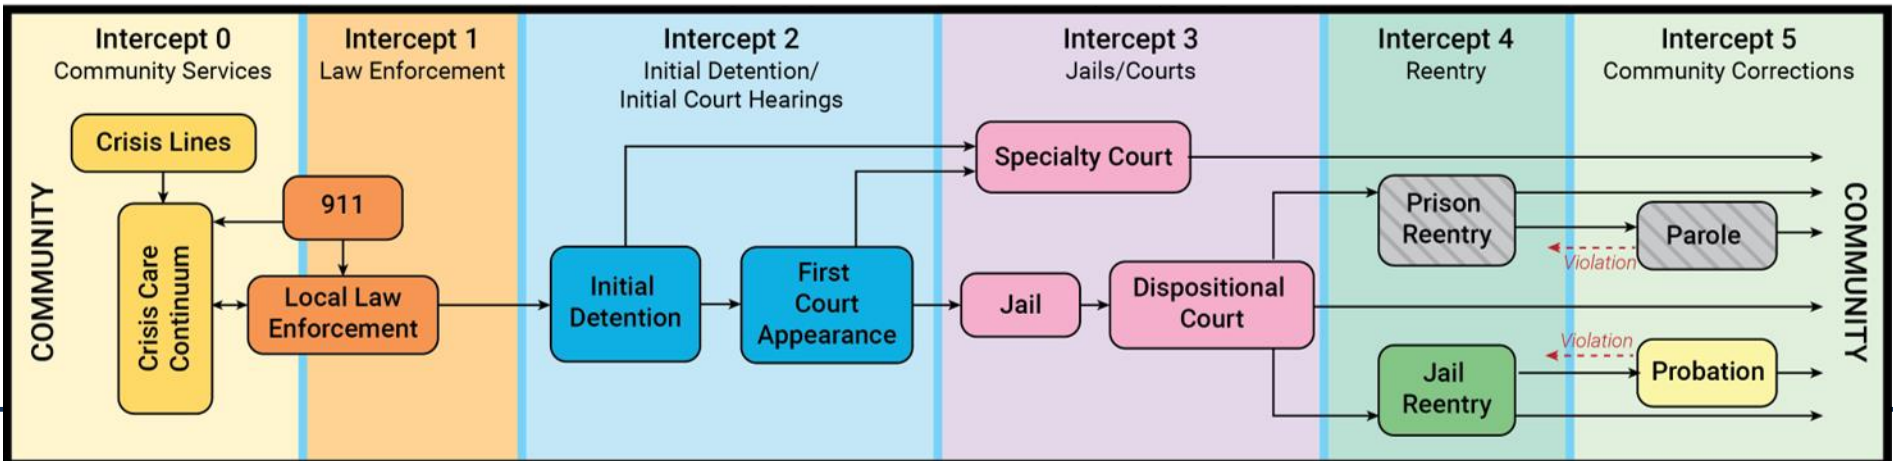 Intercept 0
Community Services
Intercept 1
Law Enforcement
Intercept 2
Initial Detention/
Initial Court Hearings
Intercept 3
Jails/Courts
Intercept 4
Reentry
Intercept 5
Community Corrections
COMMUNITY
Crisis Lines
Crisis Care
Continuum
911
Local Law
Enforcement
Initial
Detention
First
Court
Appearance
Specialty Court
Jail
Dispositional
Court
Prison
Reentry
Parole
Violation
Jail
Reentry
Violation
Probation
COMMUNITY